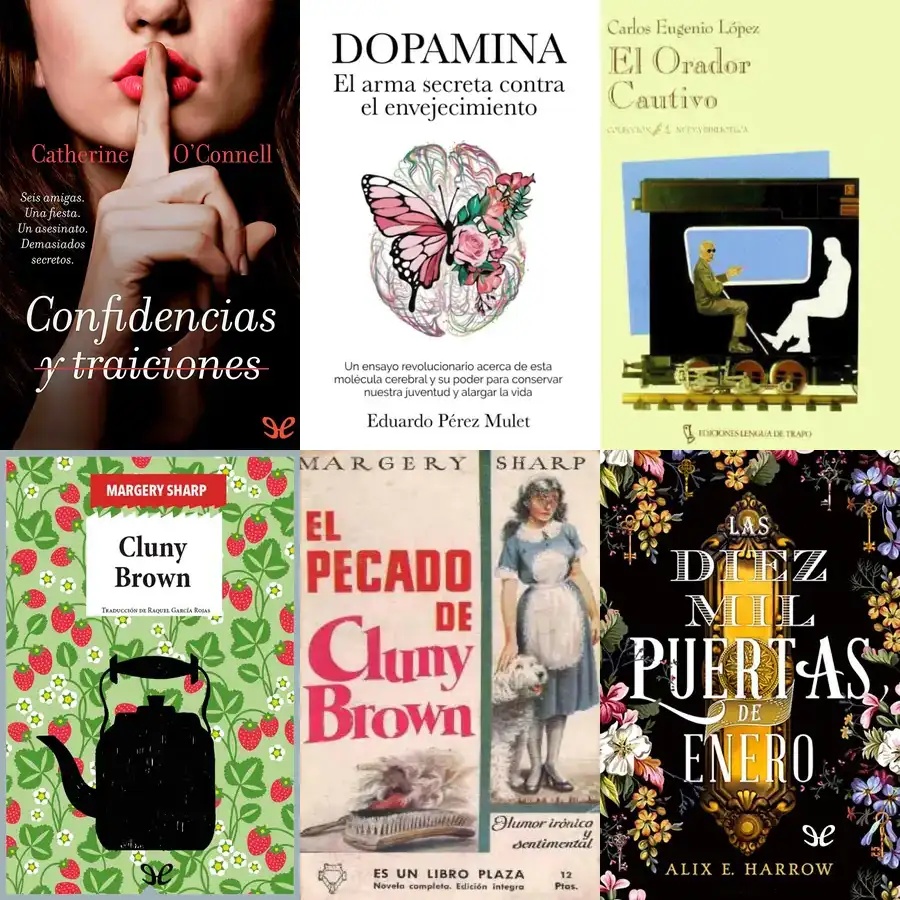 Catherine O'Connell
Seis amigas.
Una fiesta.
Un asesinato.
Demasiados
secretos.
Confidencias
y traiciones
DOPAMINA
El arma secreta contra
el envejecimiento
Un ensayo revolucionario acerca de esta
molécula cerebral y su poder para conservar
nuestra juventud y alargar la vida
Eduardo Pérez Mulet
Carlos Eugenio López
El Orador
Cautivo
COLECCIÓN NUEVA BIBLIOTECA
EDICIONES LENGUA DE TRAPO
MARGERY SHARP
Cluny
Brown
TRADUCCIÓN DE RAQUEL GARCÍA ROJAS
MARGERY SHARP
EL
PECADO
DE
Cluny
Brown
Humor irónico
y
sentimental
ES UN LIBRO PLAZA
Novela completa. Edición íntegra
12
Ptas.
LAS
DIEZ
MIL
PUERTAS
DE
ENERO
ALIX E. HARROW